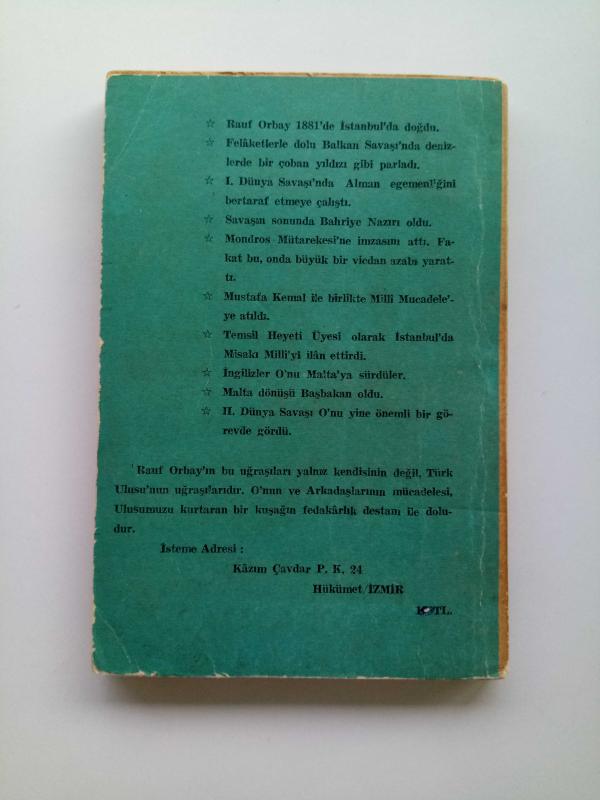 ☆ Rauf Orbay 1881'de İstanbul'da doğdu.
☆ Felâketlerle dolu Balkan Savaşı'nda deniz-
lerde bir çoban yıldızı gibi parladı.
☆ I. Dünya Savaşı'nda Alman egemenliğini
bertaraf etmeye çalıştı.
☆ Savaşın sonunda Bahriye Nazırı oldu.
☆ Mondros Mütarekesi'ne imzasını attı. Fa-
kat bu, onda büyük bir vicdan azabı yarat-
tı.
☆ Mustafa Kemal ile birlikte Milli Mucadele'-
ye atıldı.
☆ Temsil Heyeti Üyesi olarak İstanbul'da
Misakı Milli'yi ilân ettirdi.
☆ İngilizler O'nu Malta'ya sürdüler.
☆ Malta dönüşü Başbakan oldu.
☆ II. Dünya Savaşı O'nu yine önemli bir gö-
revde gördü.
Rauf Orbay'ın bu uğraşıları yalnız kendisinin değil, Türk
Ulusu'nun uğraşılarıdır. O'nun ve Arkadaşlarının mücadelesi,
Ulusumuzu kurtaran bir kuşağın fedakârlık destanı ile dolu-
dur.
İsteme Adresi :
Kâzım Çavdar P. K. 24
Hükümet/İZMİR
TL.